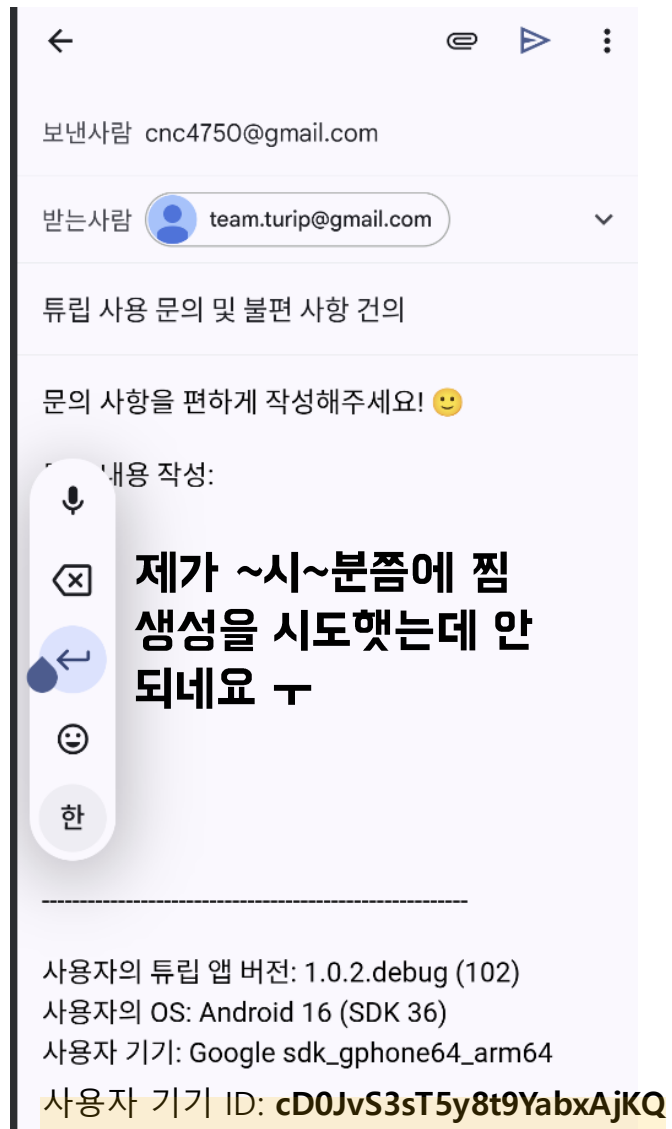 보낸사람 cnc4750@gmail.com
받는사람 team.turip@gmail.com
튜립 사용 문의 및 불편 사항 건의
문의 사항을 편하게 작성해주세요! 🙂
내용 작성:
제가 ~시~분쯤에 찜
생성을 시도햇는데 안
되네요 ㅜ
한
-------------------------------------------------------
사용자의 튜립 앱 버전: 1.0.2.debug (102)
사용자의 OS: Android 16 (SDK 36)
사용자 기기: Google sdk_gphone64_arm64
사용자 기기 ID: cD0JvS3sT5y8t9YabxAjKQ